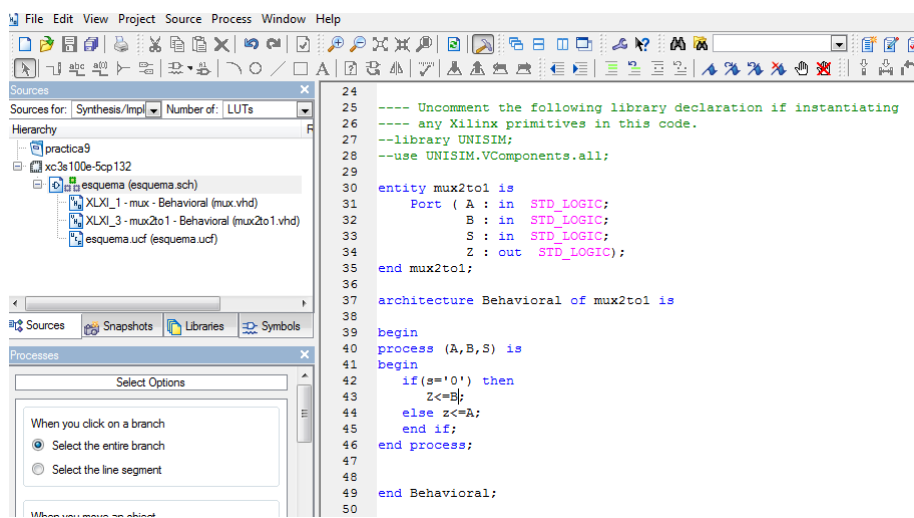 File Edit View Project Source Process Window Help
Sources
Sources for: Synthesis/Impl Number of: LUTs
Hierarchy
practica9
xc3s100e-5cp132
esquema (esquema.sch)
XLXI_1 - mux - Behavioral (mux.vhd)
XLXI_3 - mux2to1 - Behavioral (mux2to1.vhd)
esquema.ucf (esquema.ucf)
Sources Snapshots Libraries Symbols
Processes
Select Options
When you click on a branch
Select the entire branch
Select the line segment
When you move an object
24
25 ---- Uncomment the following library declaration if instantiating
26 ---- any Xilinx primitives in this code.
27 --library UNISIM;
28 --use UNISIM.VComponents.all;
29
30 entity mux2to1 is
31 Port ( A : in STD_LOGIC;
32 B : in STD_LOGIC;
33 S : in STD_LOGIC;
34 Z : out STD_LOGIC);
35 end mux2to1;
36
37 architecture Behavioral of mux2to1 is
38
39 begin
40 process (A,B,S) is
41 begin
42 if(s='0') then
43 Z<=B;
44 else z<=A;
45 end if;
46 end process;
47
48
49 end Behavioral;
50